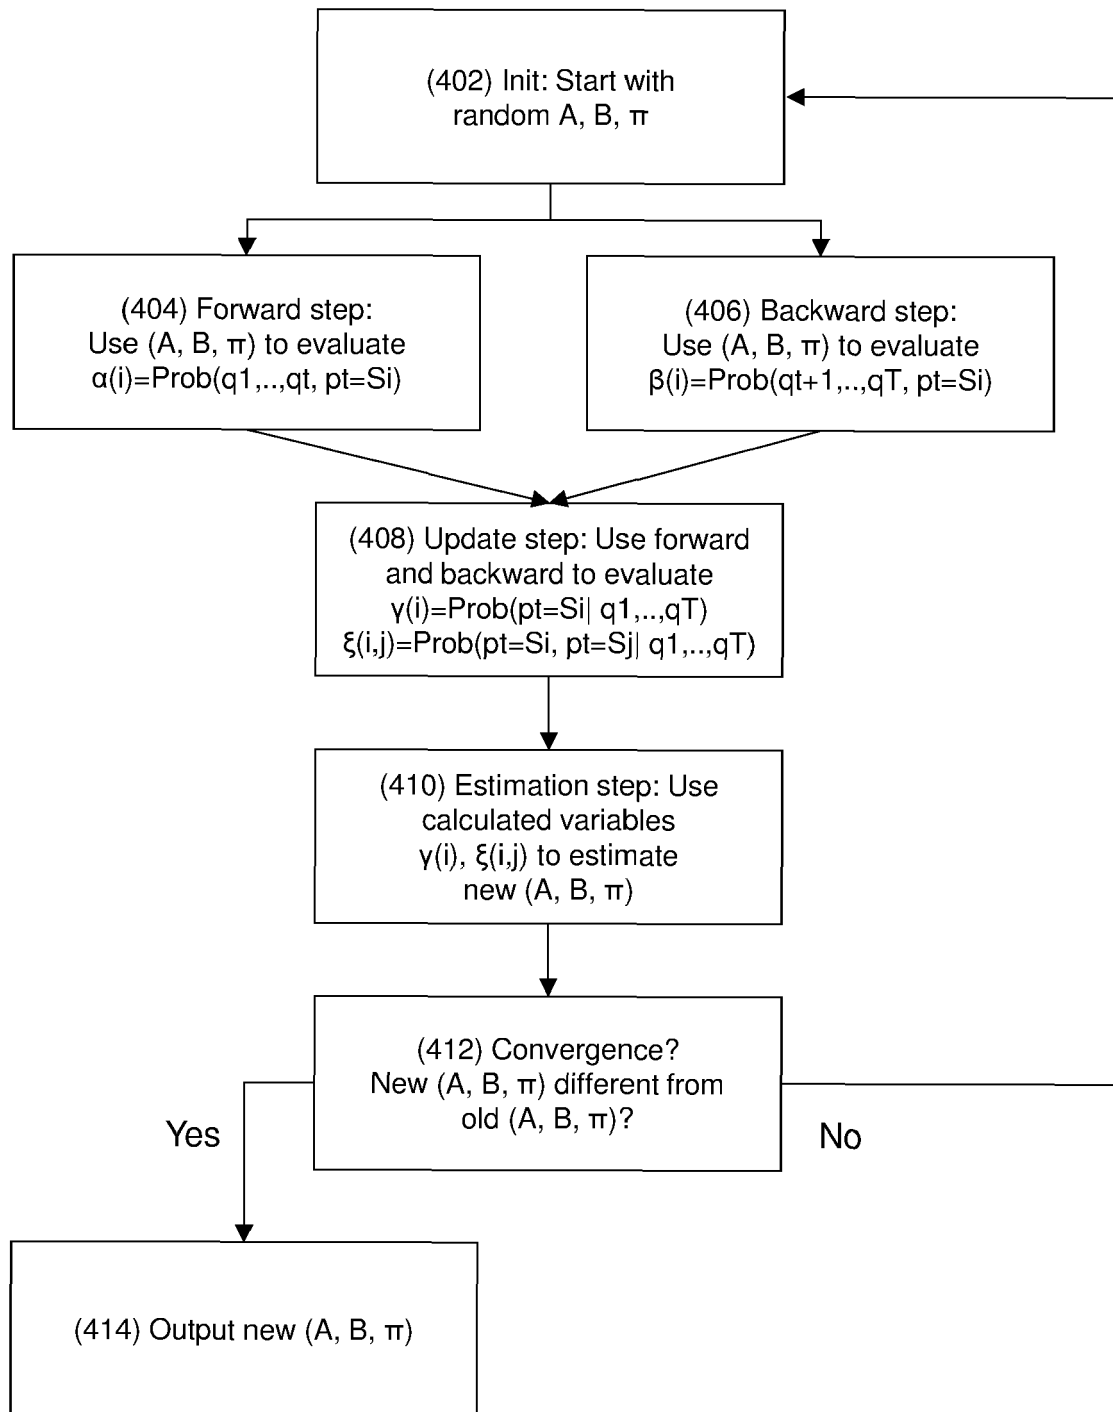 (402) Init: Start with
random A, B, π
(404) Forward step:
Use (A, B, π) to evaluate
α(i)=Prob(q1,..,qt, pt=Si)
(406) Backward step:
Use (A, B, π) to evaluate
β(i)=Prob(qt+1,..,qT, pt=Si)
(408) Update step: Use forward
and backward to evaluate
γ(i)=Prob(pt=Si| q1,..,qT)
ξ(i,j)=Prob(pt=Si, pt=Sj| q1,..,qT)
(410) Estimation step: Use
calculated variables
γ(i), ξ(i,j) to estimate
new (A, B, π)
(412) Convergence?
New (A, B, π) different from
old (A, B, π)?
Yes
No
(414) Output new (A, B, π)